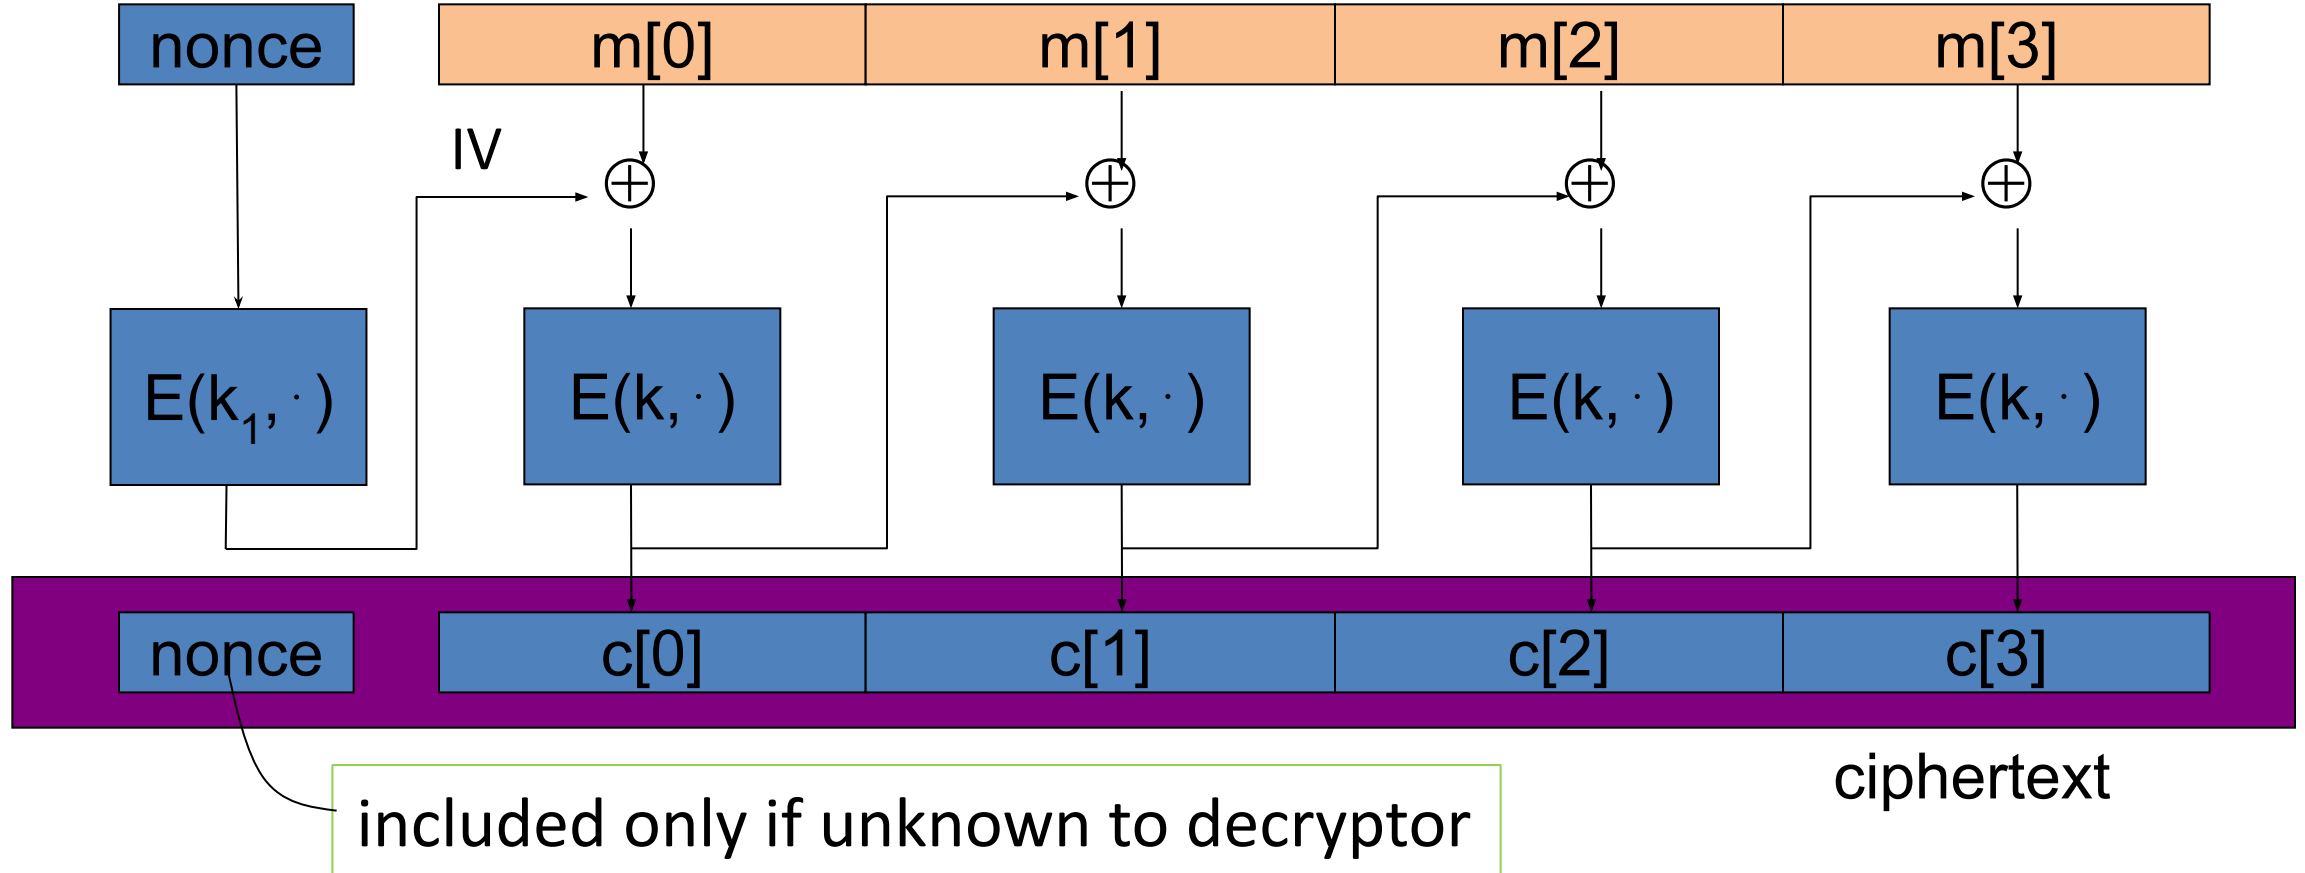 nonce m[0] m[1] m[2] m[3]
IV
⊕ ⊕ ⊕ ⊕
E(k₁, · ) E(k, · ) E(k, · ) E(k, · ) E(k, · )
nonce c[0] c[1] c[2] c[3]
ciphertext
included only if unknown to decryptor